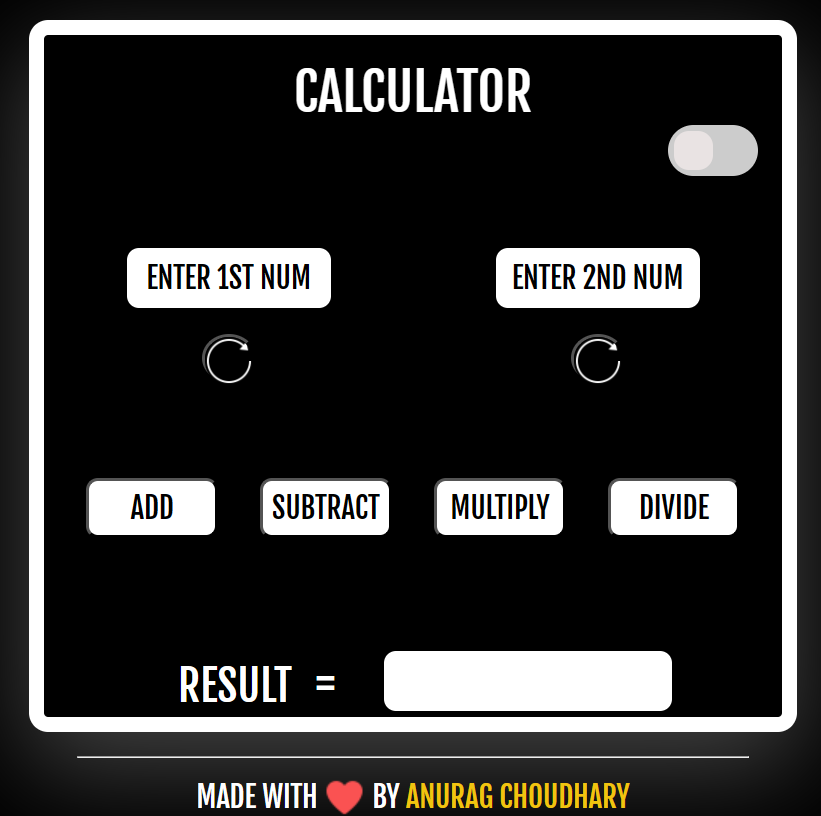 CALCULATOR
ENTER 1ST NUM ENTER 2ND NUM
ADD SUBTRACT MULTIPLY DIVIDE
RESULT =
MADE WITH ❤️ BY ANURAG CHOUDHARY